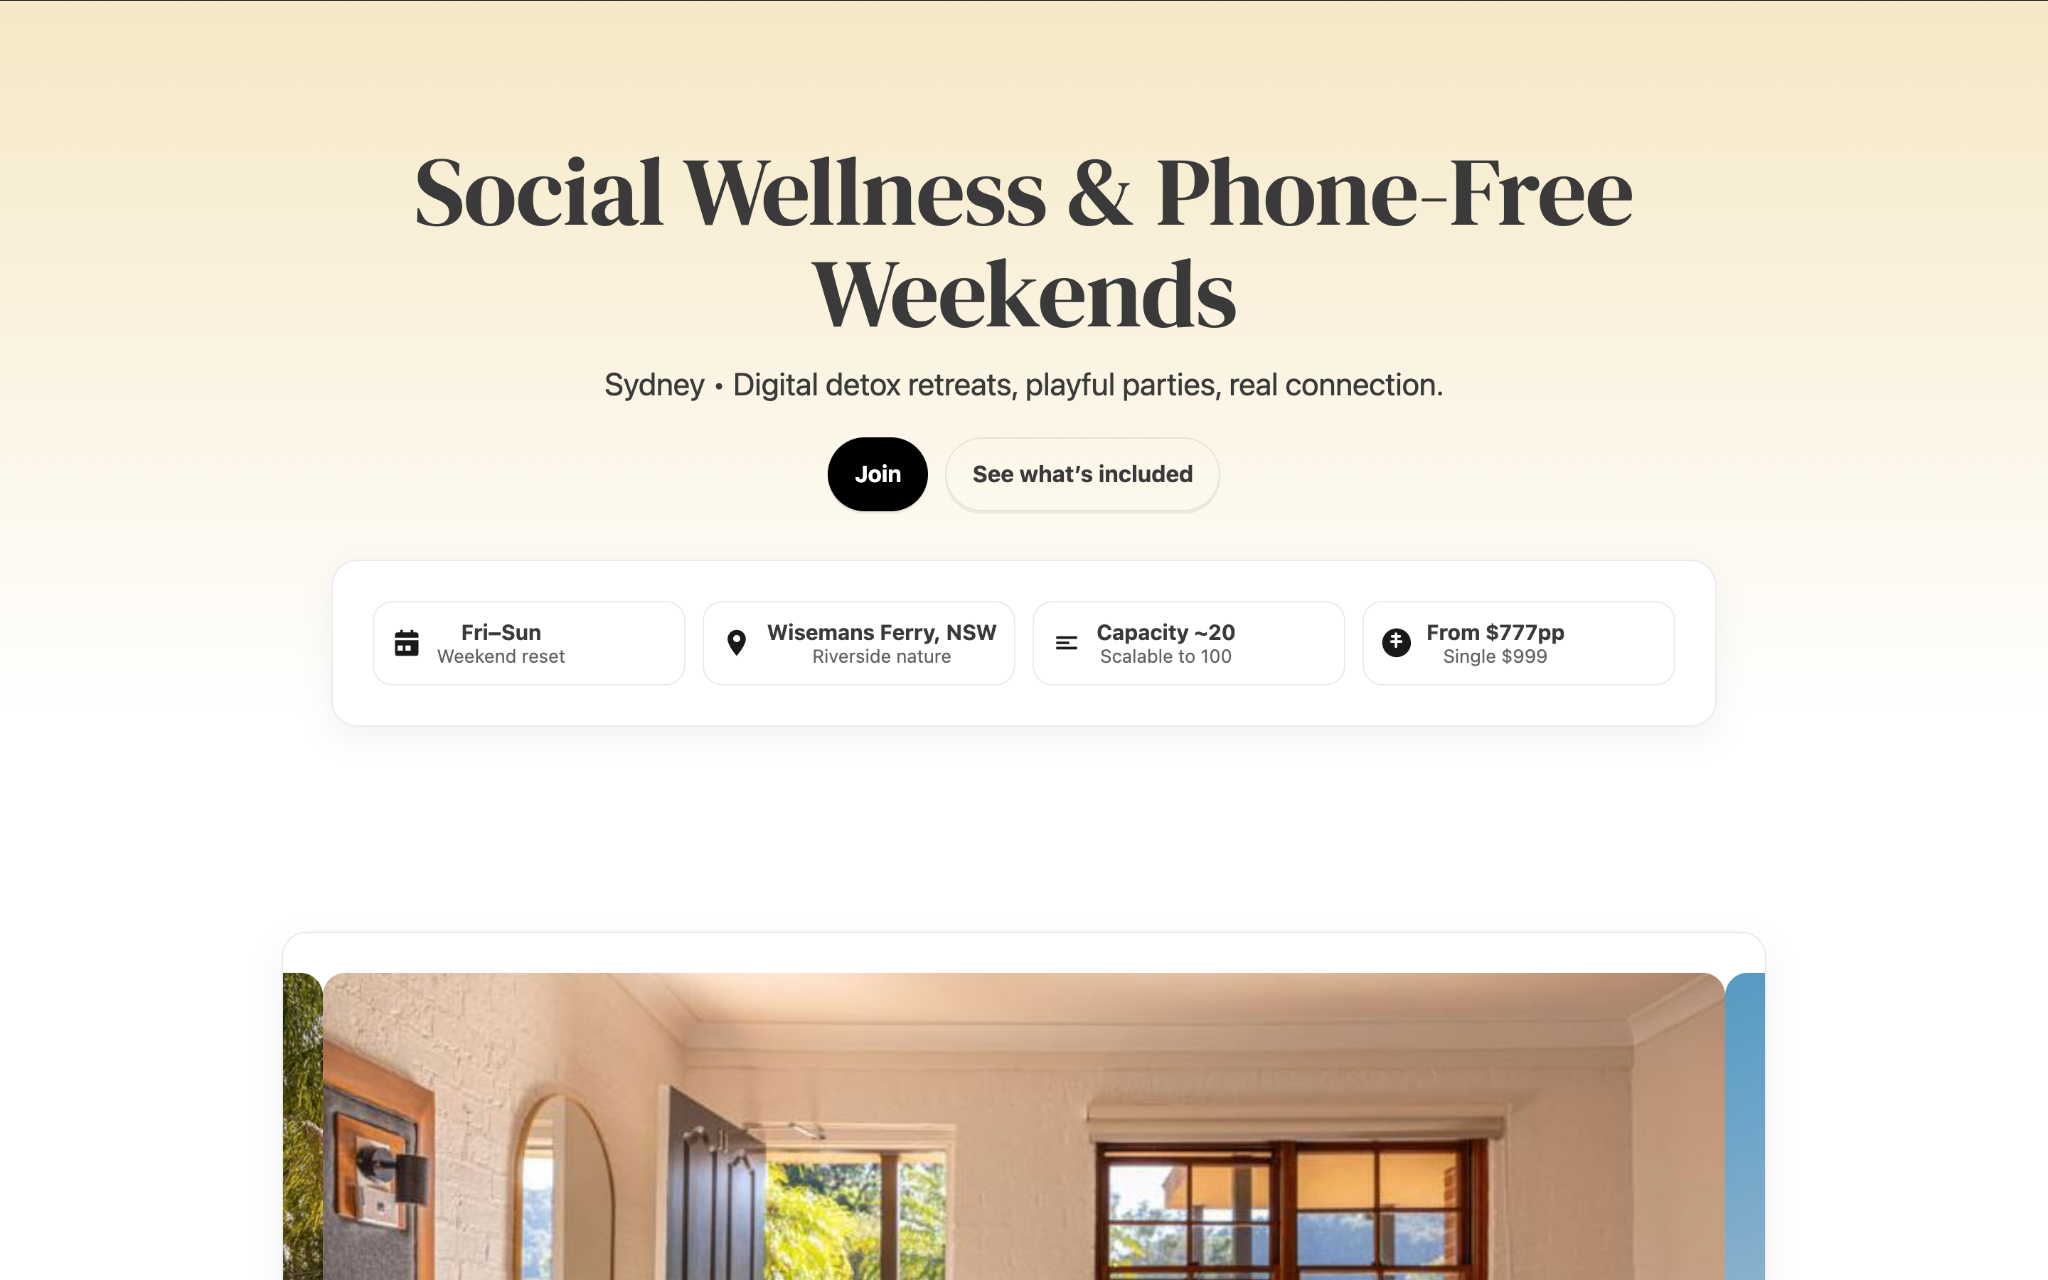 Social Wellness & Phone-Free
Weekends
Sydney • Digital detox retreats, playful parties, real connection.
Join
See what’s included
Fri–Sun
Weekend reset
Wisemans Ferry, NSW
Riverside nature
Capacity ~20
Scalable to 100
From $777pp
Single $999